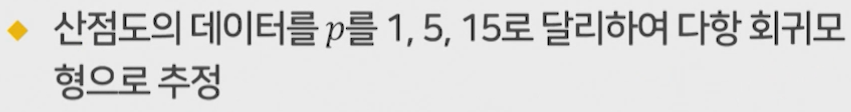 산점도의 데이터를 p를 1, 5, 15로 달리하여 다항 회귀모
형으로 추정